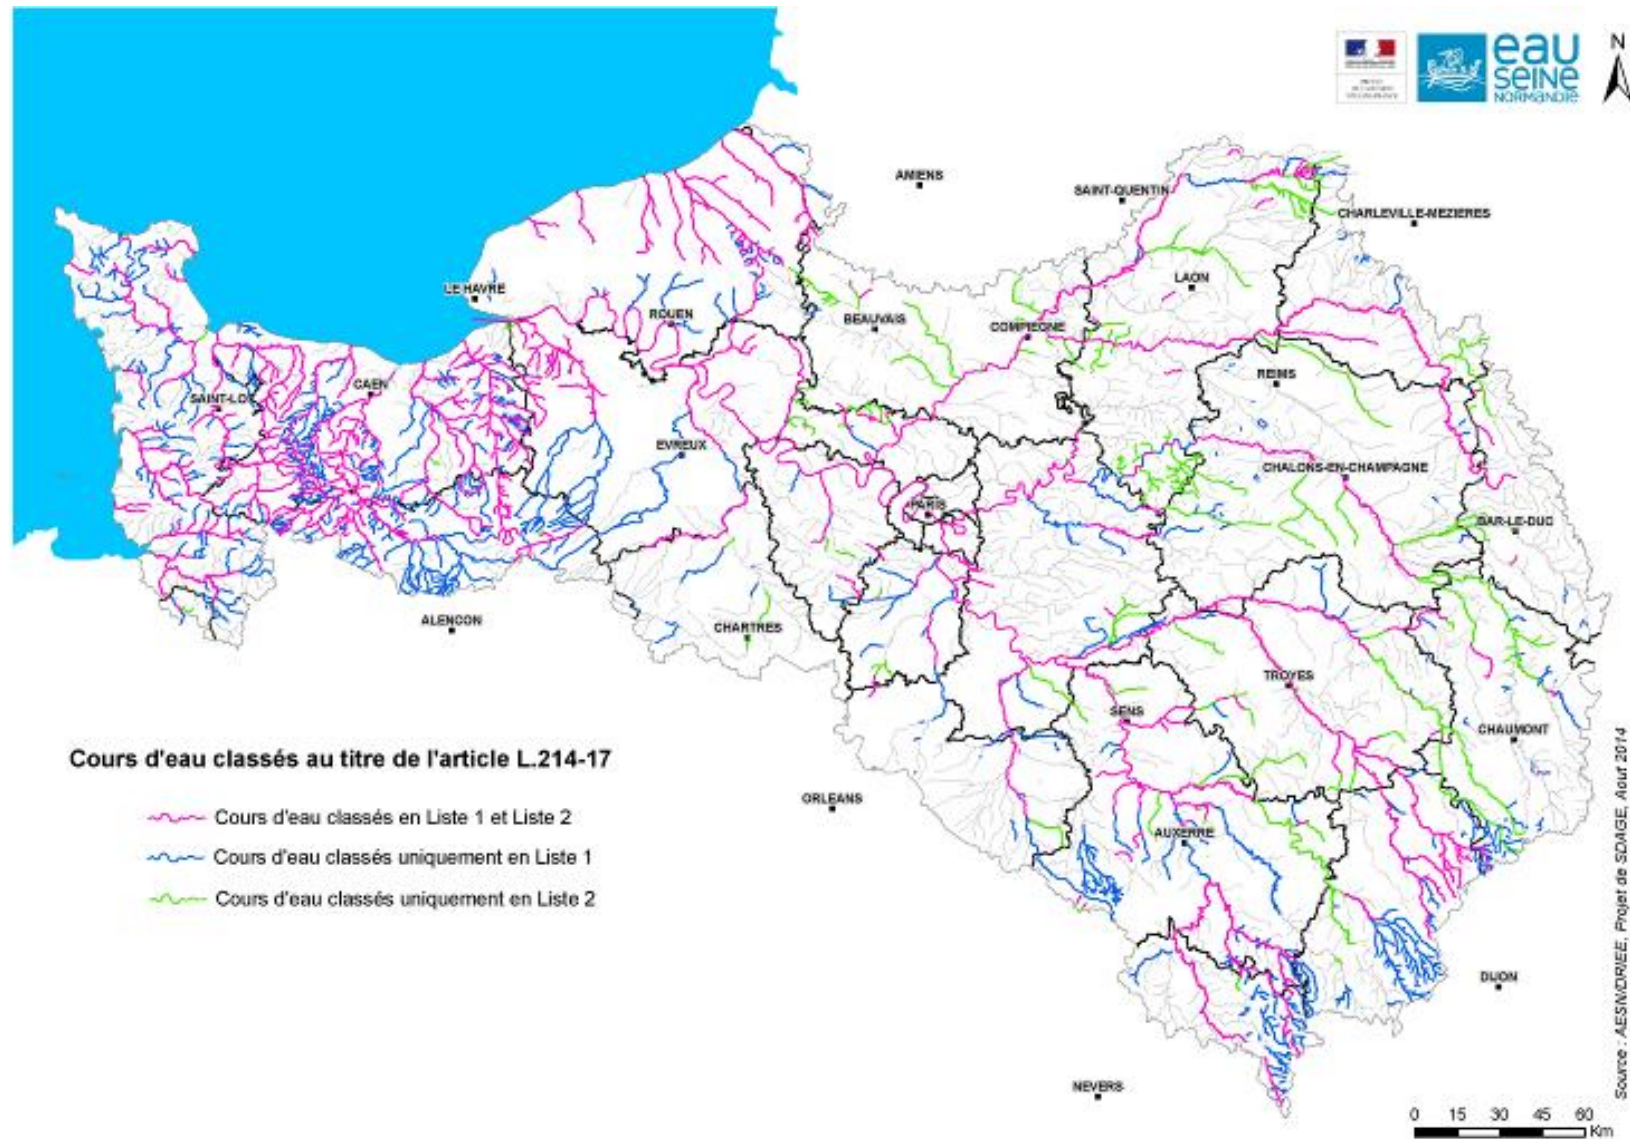 eau
SEINE
NORMANDIE
N
AMIENS
SAINT-QUENTIN
CHARLEVILLE-MEZIERES
LE HAVRE
LAON
ROUEN
BEAUVAIS
COMPIEGNE
REIMS
CAEN
SAINT-LO
EVREUX
CHALONS-EN-CHAMPAGNE
PARIS
BAR-LE-DUC
ALENCON
CHARTRES
TROYES
SENS
CHAUMONT
Cours d'eau classés au titre de l'article L.214-17
ORLEANS
Cours d'eau classés en Liste 1 et Liste 2
AUXERRE
Cours d'eau classés uniquement en Liste 1
Cours d'eau classés uniquement en Liste 2
DIJON
NEVERS
0 15 30 45 60
Km
Source : AESN/DRIEE, Projet de SDAGE, Aout 2014